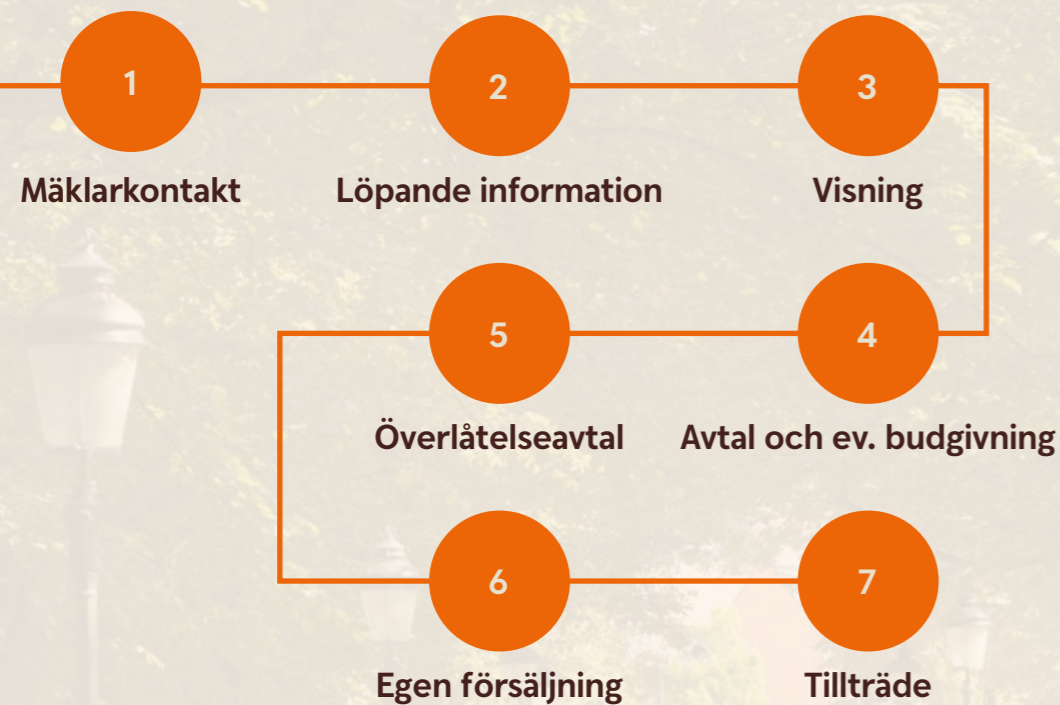 1
Mäklarkontakt
2
Löpande information
3
Visning
4
Avtal och ev. budgivning
5
Överlåtelseavtal
6
Egen försäljning
7
Tillträde